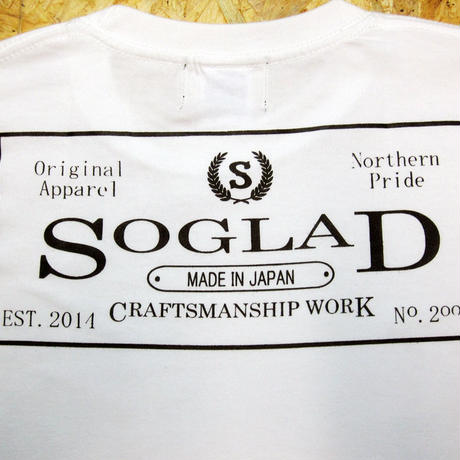 Original Apparel
S
Northern Pride
SOGLAD
MADE IN JAPAN
EST. 2014
CRAFTSMANSHIP WORK
No. 200